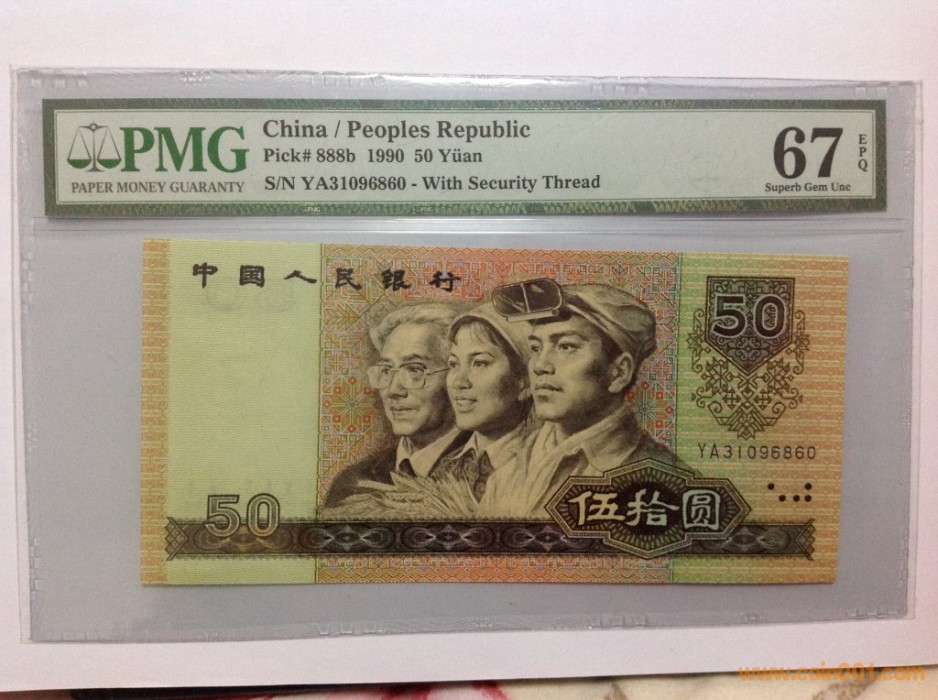 PMG
PAPER MONEY GUARANTY
China / Peoples Republic
Pick# 888b 1990 50 Yüan
S/N YA31096860 - With Security Thread
67
EPQ
Superb Gem Unc
中国人民银行
50
YA31096860
50
伍拾圆
www.coin001.com